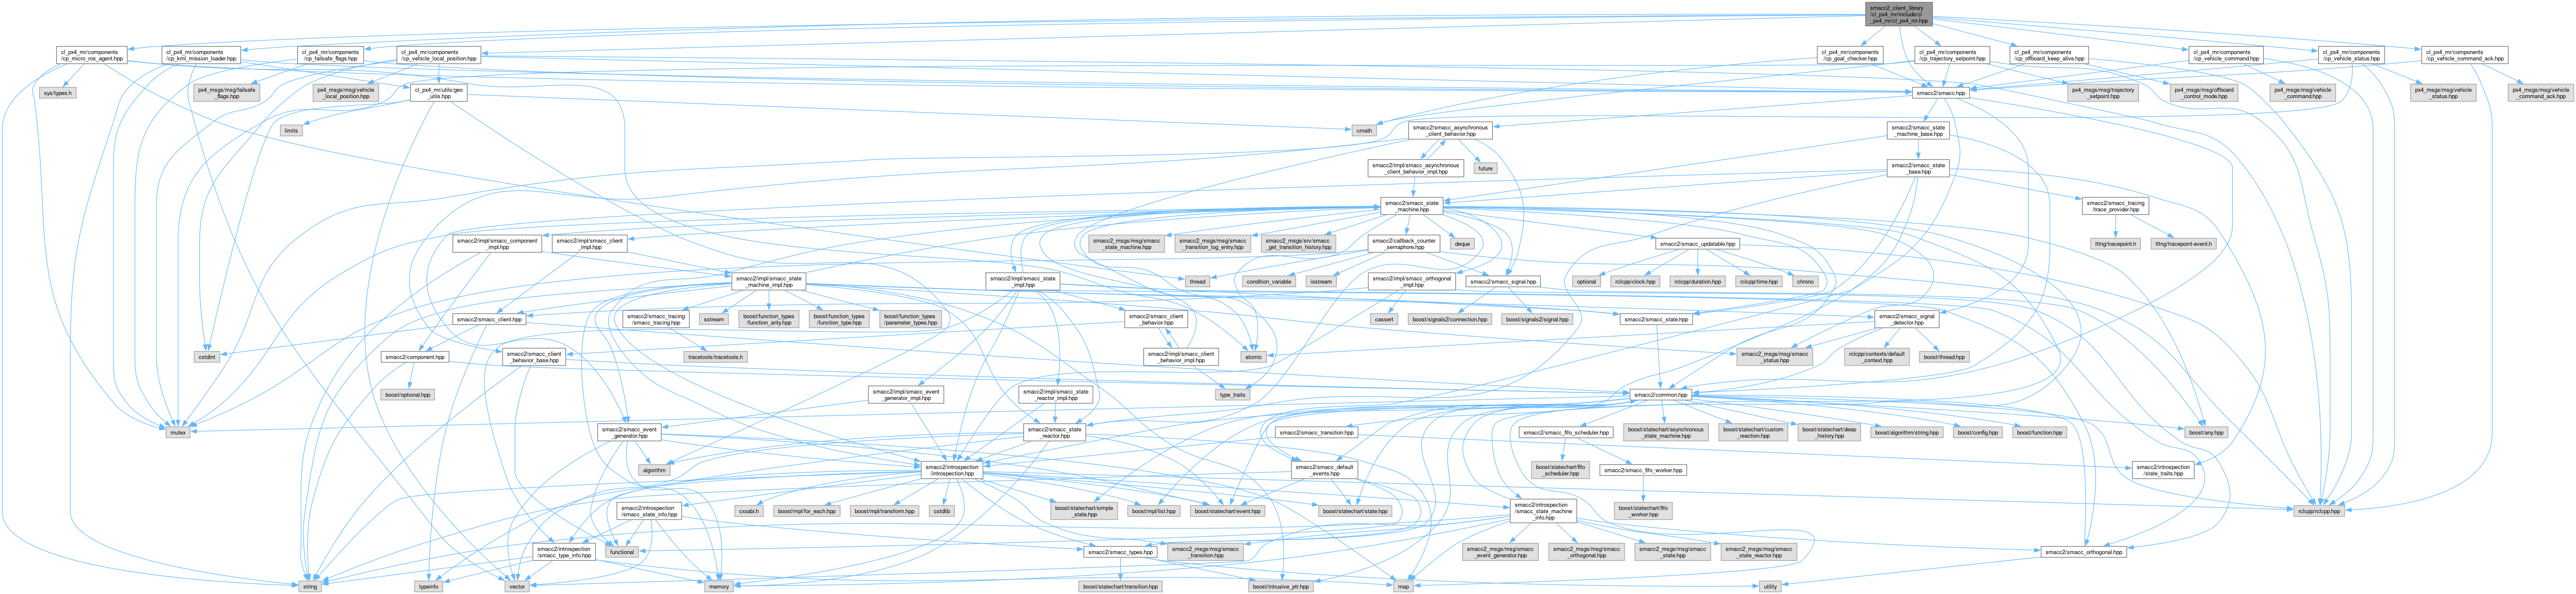 smacc2_client_library
/cl_px4_mr/include/cl
_px4_mr/cl_px4_mr.hpp
cl_px4_mr/components
/cp_micro_ros_agent.hpp
cl_px4_mr/components
/cp_kml_mission_loader.hpp
cl_px4_mr/components
/cp_failsafe_flags.hpp
cl_px4_mr/components
/cp_vehicle_local_position.hpp
cl_px4_mr/components
/cp_goal_checker.hpp
cl_px4_mr/components
/cp_trajectory_setpoint.hpp
cl_px4_mr/components
/cp_offboard_keep_alive.hpp
cl_px4_mr/components
/cp_vehicle_command.hpp
cl_px4_mr/components
/cp_vehicle_status.hpp
cl_px4_mr/components
/cp_vehicle_command_ack.hpp
sys/types.h
px4_msgs/msg/failsafe
_flags.hpp
px4_msgs/msg/vehicle
_local_position.hpp
cl_px4_mr/utils/geo
_utils.hpp
smacc2/smacc.hpp
px4_msgs/msg/trajectory
_setpoint.hpp
px4_msgs/msg/offboard
_control_mode.hpp
px4_msgs/msg/vehicle
_command.hpp
px4_msgs/msg/vehicle
_status.hpp
px4_msgs/msg/vehicle
_command_ack.hpp
limits
cmath
smacc2/smacc_asynchronous
_client_behavior.hpp
smacc2/smacc_state
_machine_base.hpp
smacc2/impl/smacc_asynchronous
_client_behavior_impl.hpp
future
smacc2/smacc_state
_base.hpp
smacc2/smacc_state
_machine.hpp
smacc2/smacc_tracing
/trace_provider.hpp
smacc2/impl/smacc_component
_impl.hpp
smacc2/impl/smacc_client
_impl.hpp
smacc2_msgs/msg/smacc
_state_machine.hpp
smacc2_msgs/msg/smacc
_transition_log_entry.hpp
smacc2_msgs/srv/smacc
_get_transition_history.hpp
smacc2/callback_counter
_semaphore.hpp
deque
smacc2/smacc_updatable.hpp
lttng/tracepoint.h
lttng/tracepoint-event.h
smacc2/impl/smacc_state
_machine_impl.hpp
smacc2/impl/smacc_state
_impl.hpp
thread
condition_variable
iostream
smacc2/impl/smacc_orthogonal
_impl.hpp
smacc2/smacc_signal.hpp
optional
rclcpp/clock.hpp
rclcpp/duration.hpp
rclcpp/time.hpp
chrono
smacc2/smacc_client.hpp
smacc2/smacc_tracing
/smacc_tracing.hpp
sstream
boost/function_types
/function_arity.hpp
boost/function_types
/function_type.hpp
boost/function_types
/parameter_types.hpp
smacc2/smacc_client
_behavior.hpp
cassert
boost/signals2/connection.hpp
boost/signals2/signal.hpp
smacc2/smacc_state.hpp
smacc2/smacc_signal
_detector.hpp
cstdint
smacc2/component.hpp
smacc2/smacc_client
_behavior_base.hpp
tracetools/tracetools.h
smacc2/impl/smacc_client
_behavior_impl.hpp
atomic
smacc2_msgs/msg/smacc
_status.hpp
rclcpp/contexts/default
_context.hpp
boost/thread.hpp
boost/optional.hpp
smacc2/impl/smacc_event
_generator_impl.hpp
smacc2/impl/smacc_state
_reactor_impl.hpp
type_traits
smacc2/common.hpp
mutex
smacc2/smacc_event
_generator.hpp
smacc2/smacc_state
_reactor.hpp
smacc2/smacc_transition.hpp
smacc2/smacc_fifo_scheduler.hpp
boost/statechart/asynchronous
_state_machine.hpp
boost/statechart/custom
_reaction.hpp
boost/statechart/deep
_history.hpp
boost/algorithm/string.hpp
boost/config.hpp
boost/function.hpp
boost/any.hpp
algorithm
smacc2/introspection
/introspection.hpp
smacc2/smacc_default
_events.hpp
boost/statechart/fifo
_scheduler.hpp
smacc2/smacc_fifo_worker.hpp
smacc2/introspection
/state_traits.hpp
smacc2/introspection
/smacc_state_info.hpp
cxxabi.h
boost/mpl/for_each.hpp
boost/mpl/transform.hpp
cstdlib
boost/statechart/simple
_state.hpp
boost/mpl/list.hpp
boost/statechart/event.hpp
boost/statechart/state.hpp
smacc2/introspection
/smacc_state_machine
_info.hpp
boost/statechart/fifo
_worker.hpp
rclcpp/rclcpp.hpp
smacc2/introspection
/smacc_type_info.hpp
functional
smacc2/smacc_types.hpp
smacc2_msgs/msg/smacc
_transition.hpp
smacc2_msgs/msg/smacc
_event_generator.hpp
smacc2_msgs/msg/smacc
_orthogonal.hpp
smacc2_msgs/msg/smacc
_state.hpp
smacc2_msgs/msg/smacc
_state_reactor.hpp
smacc2/smacc_orthogonal.hpp
string
typeinfo
vector
memory
boost/statechart/transition.hpp
boost/intrusive_ptr.hpp
map
utility